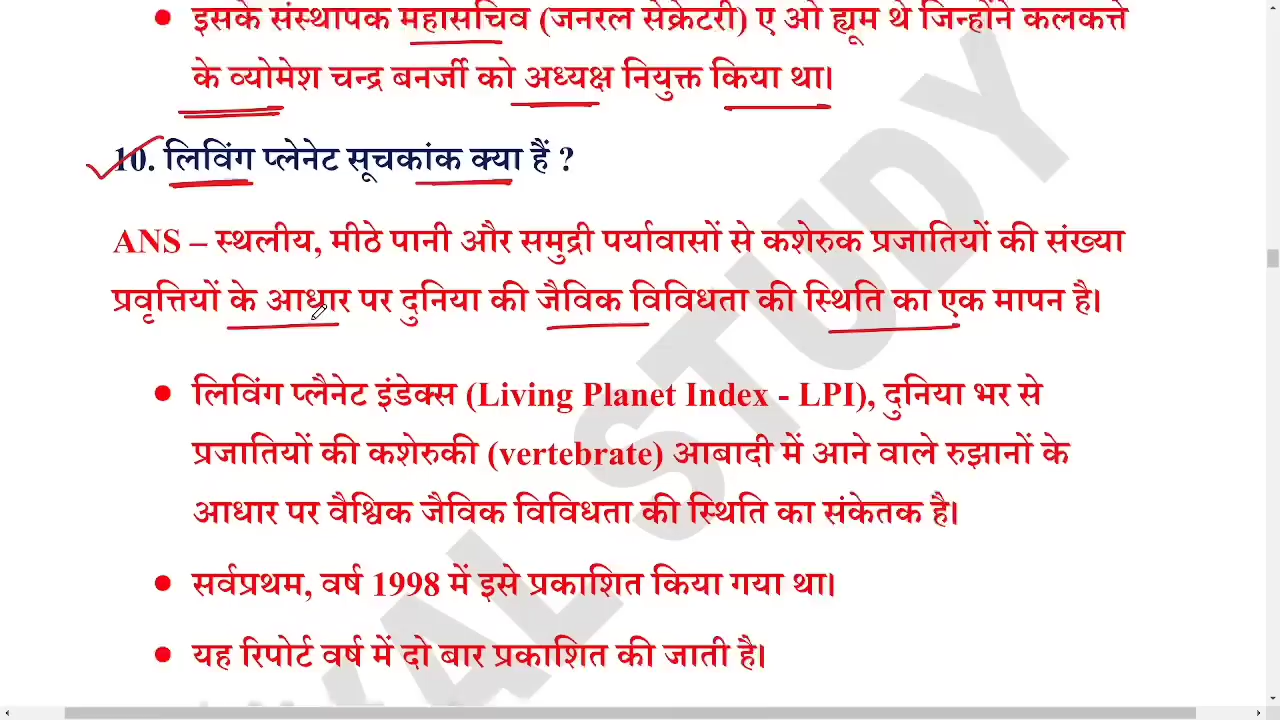 इसके संस्थापक महासचिव (जनरल सेक्रेटरी) ए ओ ह्यूम थे जिन्होंने कलकत्ते
के व्योमेश चन्द्र बनर्जी को अध्यक्ष नियुक्त किया था।
10. लिविंग प्लेनेट सूचकांक क्या हैं ?
ANS – स्थलीय, मीठे पानी और समुद्री पर्यावासों से कशेरुक प्रजातियों की संख्या
प्रवृत्तियों के आधार पर दुनिया की जैविक विविधता की स्थिति का एक मापन है।
लिविंग प्लैनेट इंडेक्स (Living Planet Index - LPI), दुनिया भर से
प्रजातियों की कशेरुकी (vertebrate) आबादी में आने वाले रुझानों के
आधार पर वैश्विक जैविक विविधता की स्थिति का संकेतक है।
सर्वप्रथम, वर्ष 1998 में इसे प्रकाशित किया गया था।
यह रिपोर्ट वर्ष में दो बार प्रकाशित की जाती है।
STUDY